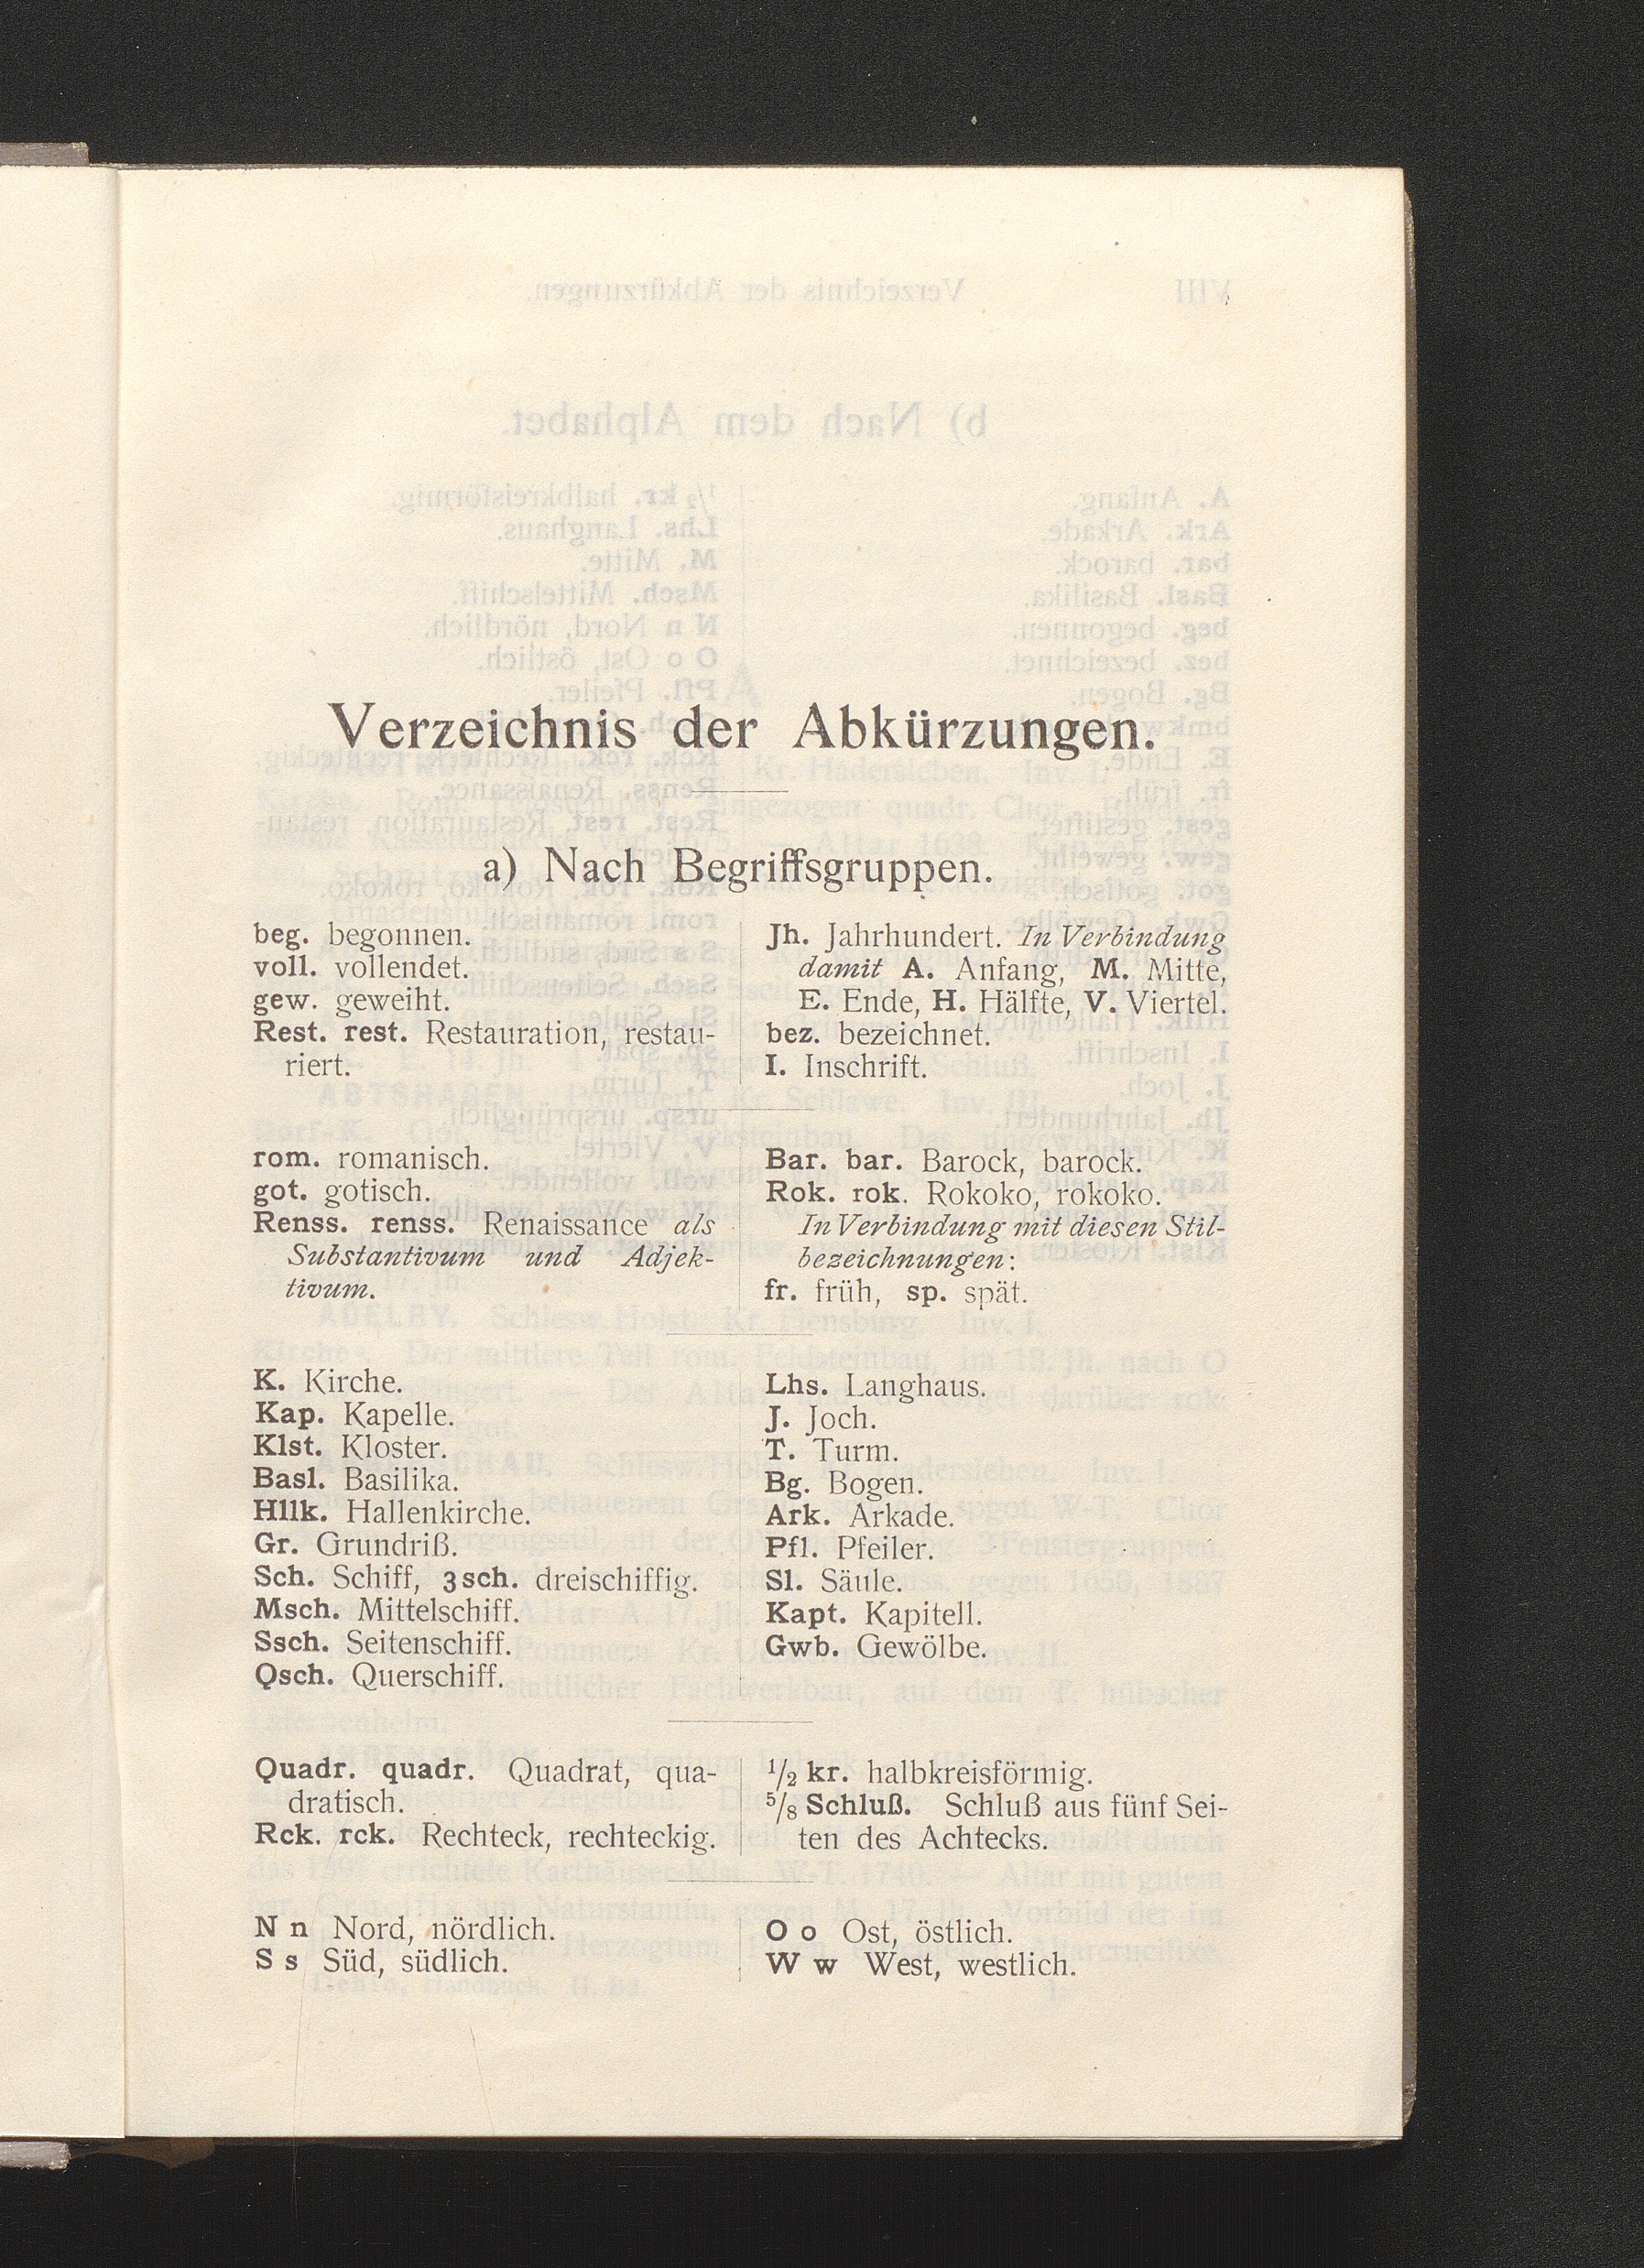 Verzeichnis der Abkürzungen.
a) Nach Begriffsgruppen.
beg. begonnen.
voll. vollendet.
gew. geweiht.
Rest. rest. Restauration, restau-
riert.
Jh. Jahrhundert. In Verbindung
damit A. Anfang, M. Mitte,
E. Ende, H. Hälfte, V. Viertel.
bez. bezeichnet.
I. Inschrift.
rom. romanisch.
got. gotisch.
Renss. renss. Renaissance als
Substantivum und Adjek-
tivum.
Bar. bar. Barock, barock.
Rok. rok. Rokoko, rokoko.
In Verbindung mit diesen Stil-
bezeichnungen:
fr. früh, sp. spät.
K. Kirche.
Kap. Kapelle.
Klst. Kloster.
Basl. Basilika.
Hllk. Hallenkirche.
Gr. Grundriß.
Sch. Schiff, 3sch. dreischiffig.
Msch. Mittelschiff.
Ssch. Seitenschiff.
Qsch. Querschiff.
Lhs. Langhaus.
J. Joch.
T. Turm.
Bg. Bogen.
Ark. Arkade.
Pfl. Pfeiler.
Sl. Säule.
Kapt. Kapitell.
Gwb. Gewölbe.
Quadr. quadr. Quadrat, qua-
dratisch.
Rck. rck. Rechteck, rechteckig.
1/2 kr. halbkreisförmig.
5/8 Schluß. Schluß aus fünf Sei-
ten des Achtecks.
N n Nord, nördlich.
S s Süd, südlich.
O o Ost, östlich.
W w West, westlich.